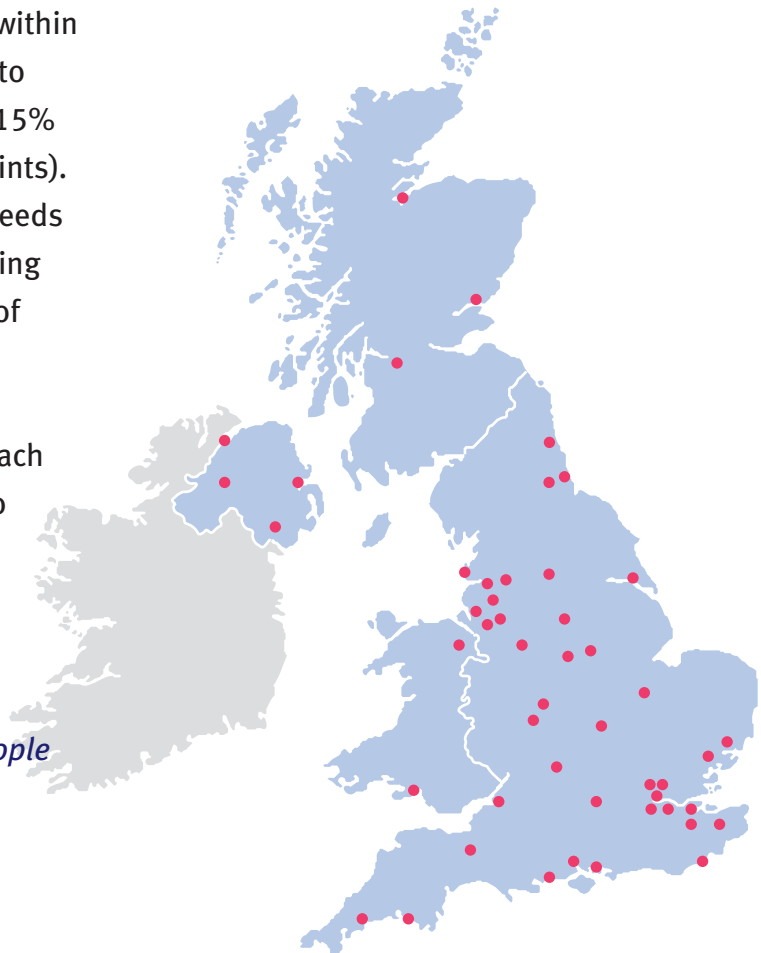 within
to
15%
ints).
eeds
ing
of
ach
o
ople